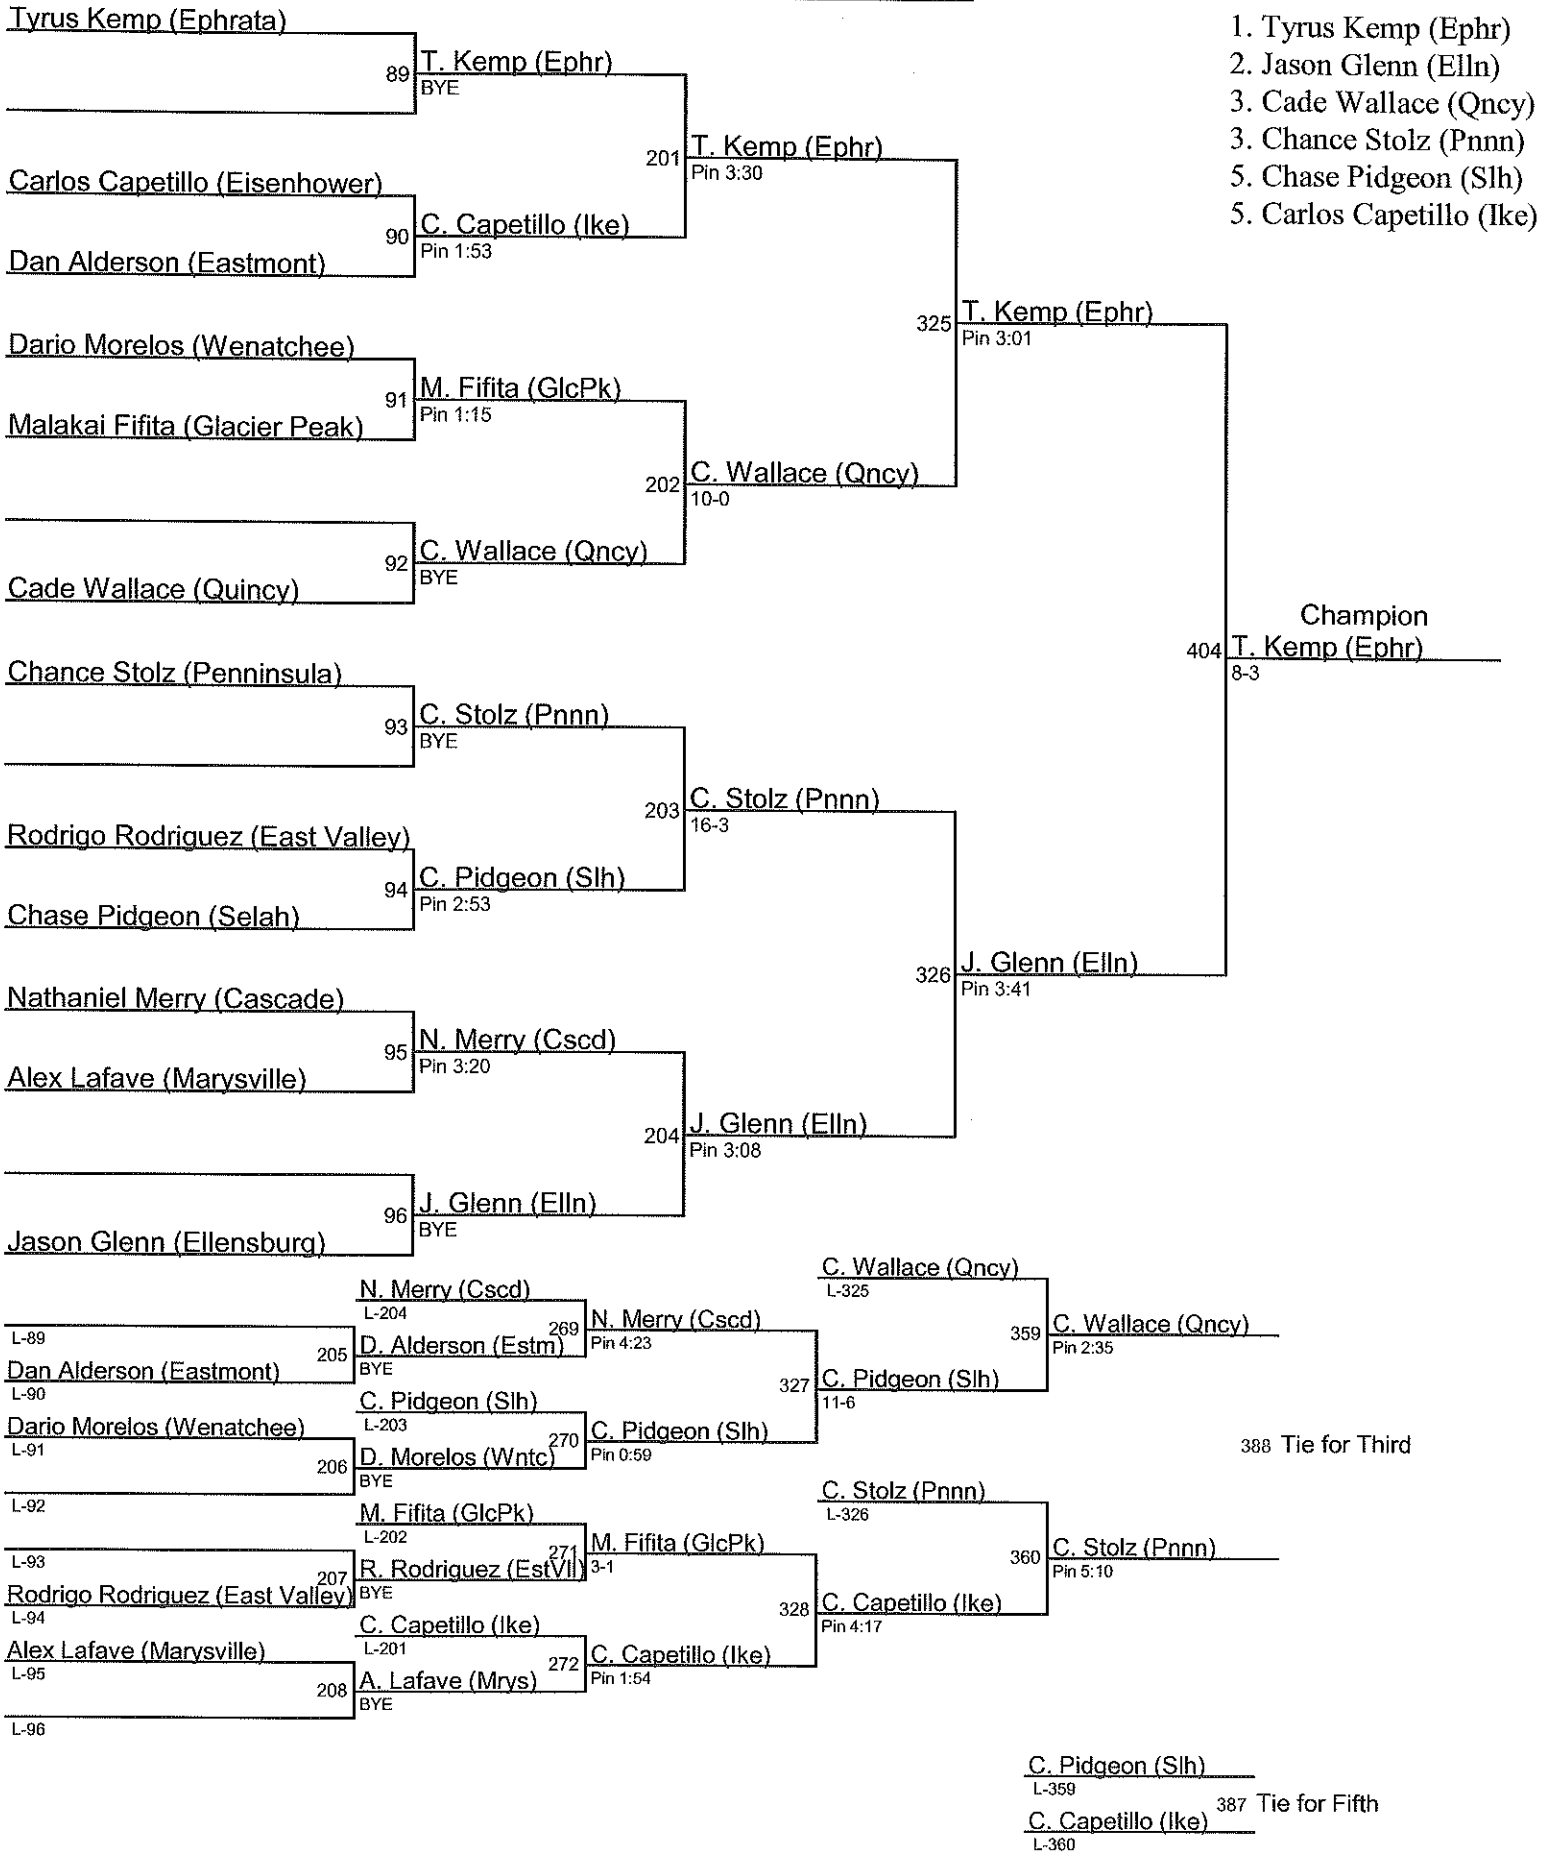 Tyrus Kemp (Ephrata)
89
T. Kemp (Ephr)
BYE
201
T. Kemp (Ephr)
Pin 3:30
Carlos Capetillo (Eisenhower)
90
C. Capetillo (Ike)
Pin 1:53
Dan Alderson (Eastmont)
325
T. Kemp (Ephr)
Pin 3:01
Dario Morelos (Wenatchee)
91
M. Fifita (GlcPk)
Pin 1:15
Malakai Fifita (Glacier Peak)
202
C. Wallace (Qncy)
10-0
92
C. Wallace (Qncy)
BYE
Cade Wallace (Quincy)
Champion
404
T. Kemp (Ephr)
8-3
Chance Stolz (Penninsula)
93
C. Stolz (Pnnn)
BYE
203
C. Stolz (Pnnn)
16-3
Rodrigo Rodriguez (East Valley)
94
C. Pidgeon (Slh)
Pin 2:53
Chase Pidgeon (Selah)
326
J. Glenn (Elln)
Pin 3:41
Nathaniel Merry (Cascade)
95
N. Merry (Cscd)
Pin 3:20
Alex Lafave (Marysville)
204
J. Glenn (Elln)
Pin 3:08
96
J. Glenn (Elln)
BYE
Jason Glenn (Ellensburg)
1. Tyrus Kemp (Ephr)
2. Jason Glenn (Elln)
3. Cade Wallace (Qncy)
3. Chance Stolz (Pnnn)
5. Chase Pidgeon (Slh)
5. Carlos Capetillo (Ike)
L-89
205
Dan Alderson (Eastmont)
L-90
Dario Morelos (Wenatchee)
L-91
206
L-92
L-93
207
Rodrigo Rodriguez (East Valley)
L-94
Alex Lafave (Marysville)
L-95
208
L-96
N. Merry (Cscd)
L-204
269
D. Alderson (Estm)
BYE
C. Pidgeon (Slh)
L-203
270
D. Morelos (Wntc)
BYE
M. Fifita (GlcPk)
L-202
271
R. Rodriguez (EstVll)
BYE
C. Capetillo (Ike)
L-201
272
A. Lafave (Mrys)
BYE
N. Merry (Cscd)
Pin 4:23
327
C. Pidgeon (Slh)
Pin 0:59
M. Fifita (GlcPk)
3-1
328
C. Capetillo (Ike)
Pin 1:54
C. Wallace (Qncy)
L-325
359
C. Pidgeon (Slh)
11-6
C. Stolz (Pnnn)
L-326
360
C. Capetillo (Ike)
Pin 4:17
C. Wallace (Qncy)
Pin 2:35
388 Tie for Third
C. Stolz (Pnnn)
Pin 5:10
C. Pidgeon (Slh)
L-359
387 Tie for Fifth
C. Capetillo (Ike)
L-360